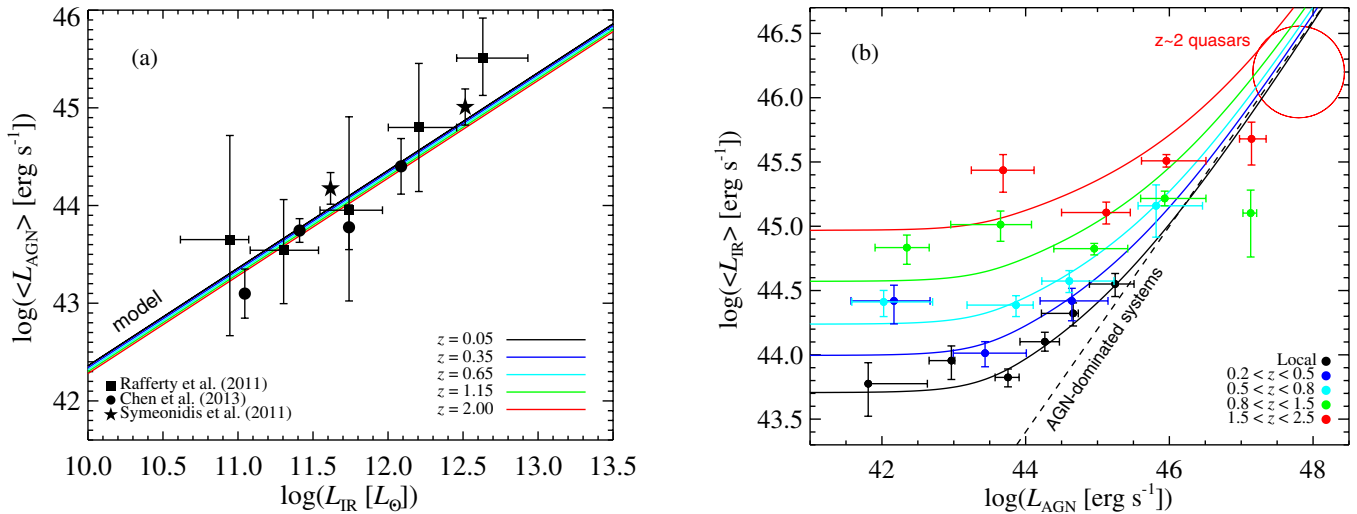 (a)
log(<L_AGN> [erg s⁻¹])
46
45
44
43
42
model
Rafferty et al. (2011)
Chen et al. (2013)
Symeonidis et al. (2011)
z = 0.05
z = 0.35
z = 0.65
z = 1.15
z = 2.00
10.0 10.5 11.0 11.5 12.0 12.5 13.0 13.5
log(L_IR [L_⊙])
(b)
z~2 quasars
log(<L_IR> [erg s⁻¹])
46.5
46.0
45.5
45.0
44.5
44.0
43.5
AGN-dominated systems
Local
0.2 < z < 0.5
0.5 < z < 0.8
0.8 < z < 1.5
1.5 < z < 2.5
42 44 46 48
log(L_AGN) [erg s⁻¹]